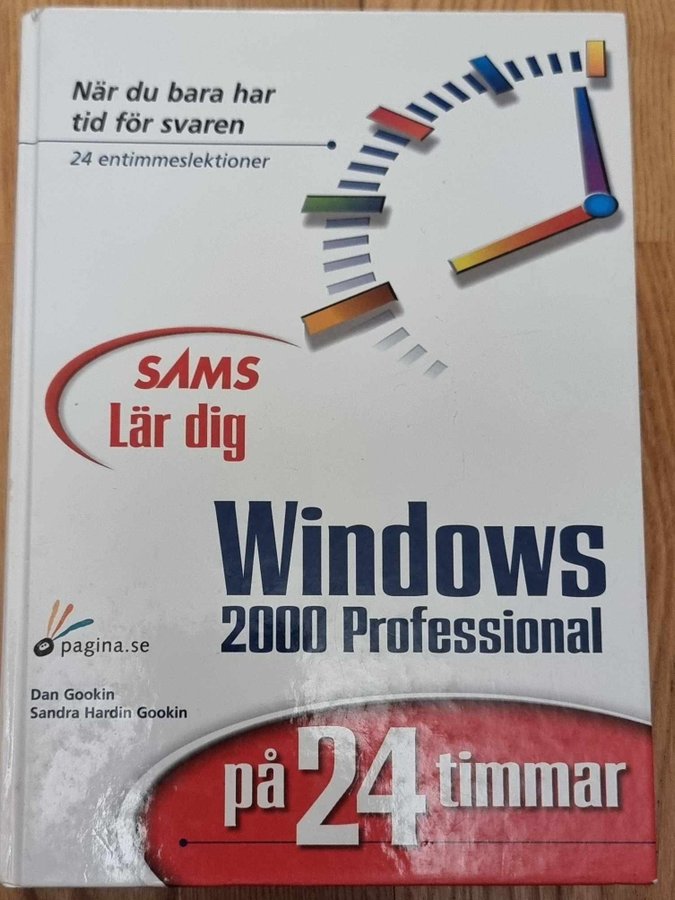 När du bara har
tid för svaren
24 entimmeslektioner
SAMS
Lär dig
Windows
2000 Professional
pagina.se
Dan Gookin
Sandra Hardin Gookin
på 24 timmar